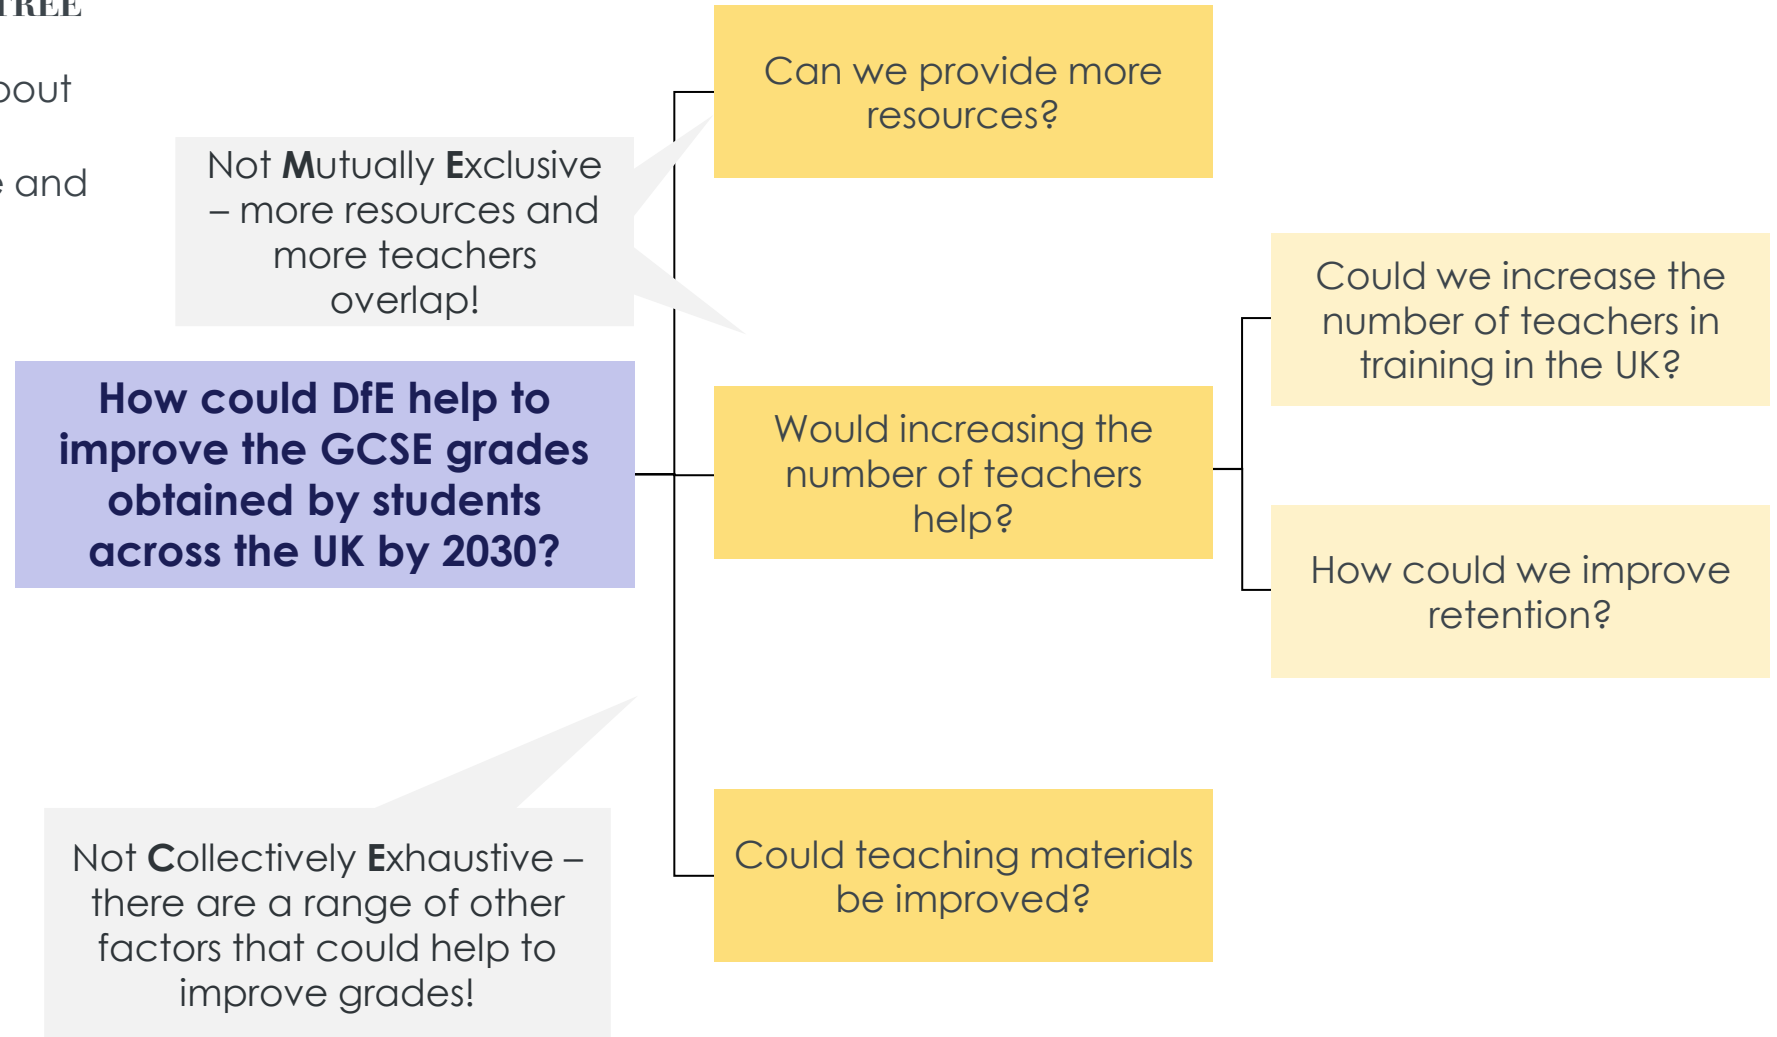 TREE
and
Not Mutually Exclusive
– more resources and
more teachers
overlap!
How could DfE help to
improve the GCSE grades
obtained by students
across the UK by 2030?
Not Collectively Exhaustive –
there are a range of other
factors that could help to
improve grades!
Can we provide more
resources?
Would increasing the
number of teachers
help?
Could teaching materials
be improved?
Could we increase the
number of teachers in
training in the UK?
How could we improve
retention?